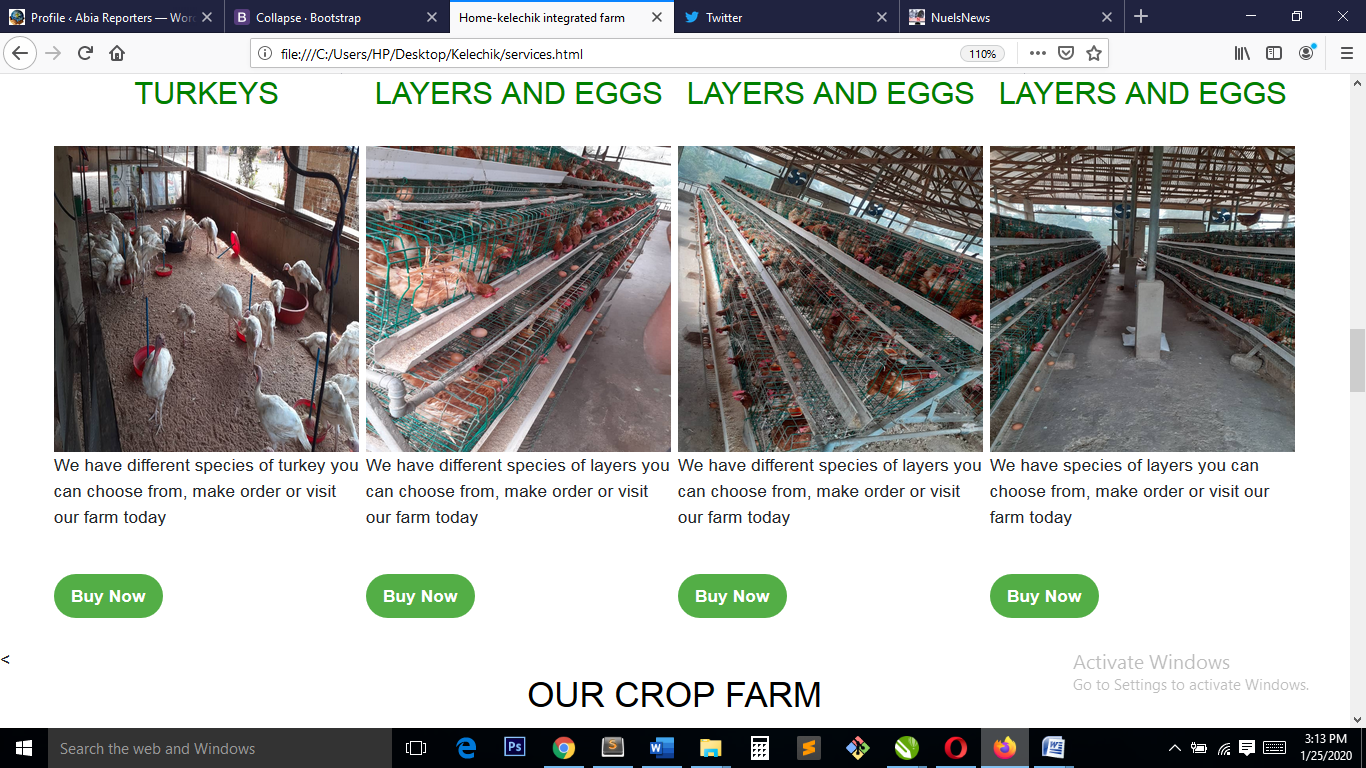 Profile ‹ Abia Reporters — Wor
Collapse · Bootstrap
Home-kelechik integrated farm
Twitter
NuelsNews
file:///C:/Users/HP/Desktop/Kelechik/services.html
110%
TURKEYS
LAYERS AND EGGS
LAYERS AND EGGS
LAYERS AND EGGS
We have different species of turkey you
can choose from, make order or visit
our farm today
We have different species of layers you
can choose from, make order or visit
our farm today
We have different species of layers you
can choose from, make order or visit
our farm today
We have species of layers you can
choose from, make order or visit our
farm today
Buy Now
Buy Now
Buy Now
Buy Now
<
Activate Windows
Go to Settings to activate Windows.
OUR CROP FARM
Search the web and Windows
3:13 PM
1/25/2020